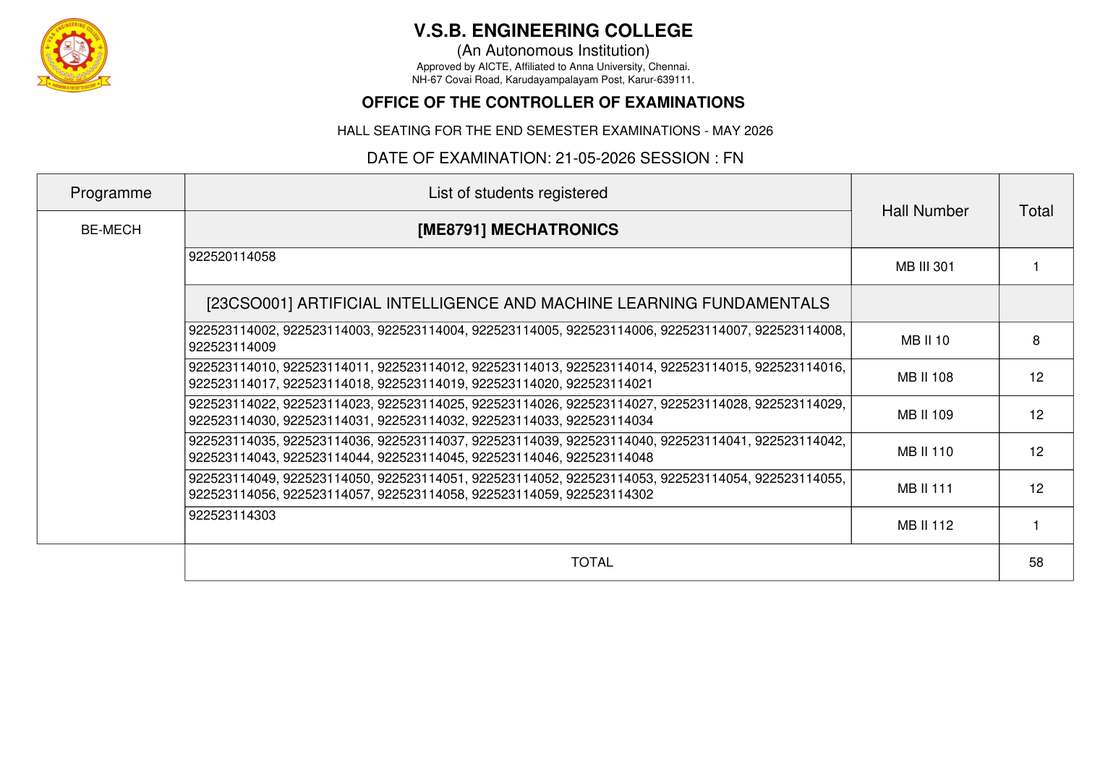 V.S.B. ENGINEERING COLLEGE
(An Autonomous Institution)
Approved by AICTE, Affiliated to Anna University, Chennai.
NH-67 Covai Road, Karudayampalayam Post, Karur-639111.
OFFICE OF THE CONTROLLER OF EXAMINATIONS
HALL SEATING FOR THE END SEMESTER EXAMINATIONS - MAY 2026
DATE OF EXAMINATION: 21-05-2026 SESSION : FN
Programme List of students registered Hall Number Total
BE-MECH [ME8791] MECHATRONICS
922520114058 MB III 301 1
[23CSO001] ARTIFICIAL INTELLIGENCE AND MACHINE LEARNING FUNDAMENTALS
922523114002, 922523114003, 922523114004, 922523114005, 922523114006, 922523114007, 922523114008,
922523114009 MB II 10 8
922523114010, 922523114011, 922523114012, 922523114013, 922523114014, 922523114015, 922523114016,
922523114017, 922523114018, 922523114019, 922523114020, 922523114021 MB II 108 12
922523114022, 922523114023, 922523114025, 922523114026, 922523114027, 922523114028, 922523114029,
922523114030, 922523114031, 922523114032, 922523114033, 922523114034 MB II 109 12
922523114035, 922523114036, 922523114037, 922523114039, 922523114040, 922523114041, 922523114042,
922523114043, 922523114044, 922523114045, 922523114046, 922523114048 MB II 110 12
922523114049, 922523114050, 922523114051, 922523114052, 922523114053, 922523114054, 922523114055,
922523114056, 922523114057, 922523114058, 922523114059, 922523114302 MB II 111 12
922523114303 MB II 112 1
TOTAL 58